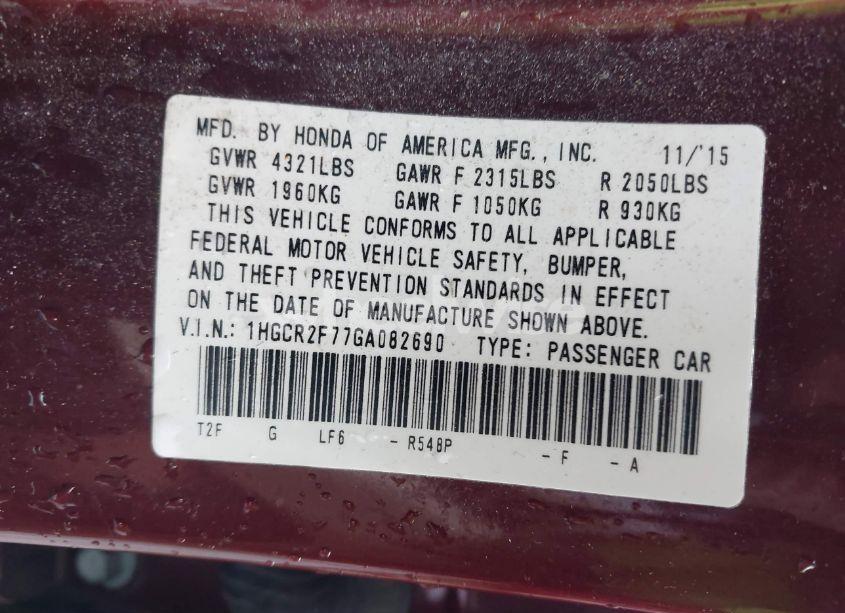 MFD. BY HONDA OF AMERICA MFG., INC. 11/'15
GVWR 4321LBS GAWR F 2315LBS R 2050LBS
GVWR 1960KG GAWR F 1050KG R 930KG
THIS VEHICLE CONFORMS TO ALL APPLICABLE
FEDERAL MOTOR VEHICLE SAFETY, BUMPER,
AND THEFT PREVENTION STANDARDS IN EFFECT
ON THE DATE OF MANUFACTURE SHOWN ABOVE.
V.I.N.: 1HGCR2F77GA082690 TYPE: PASSENGER CAR
T2F G LF6 - R548P - F - A